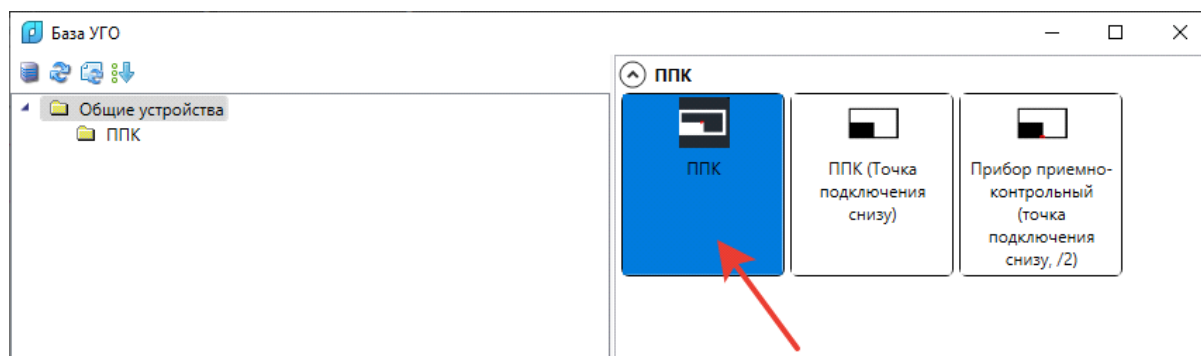 База УГО
ППК
Общие устройства
ППК
ППК
ППК (Точка
подключения
снизу)
Прибор приемно-
контрольный
(точка
подключения
снизу, /2)